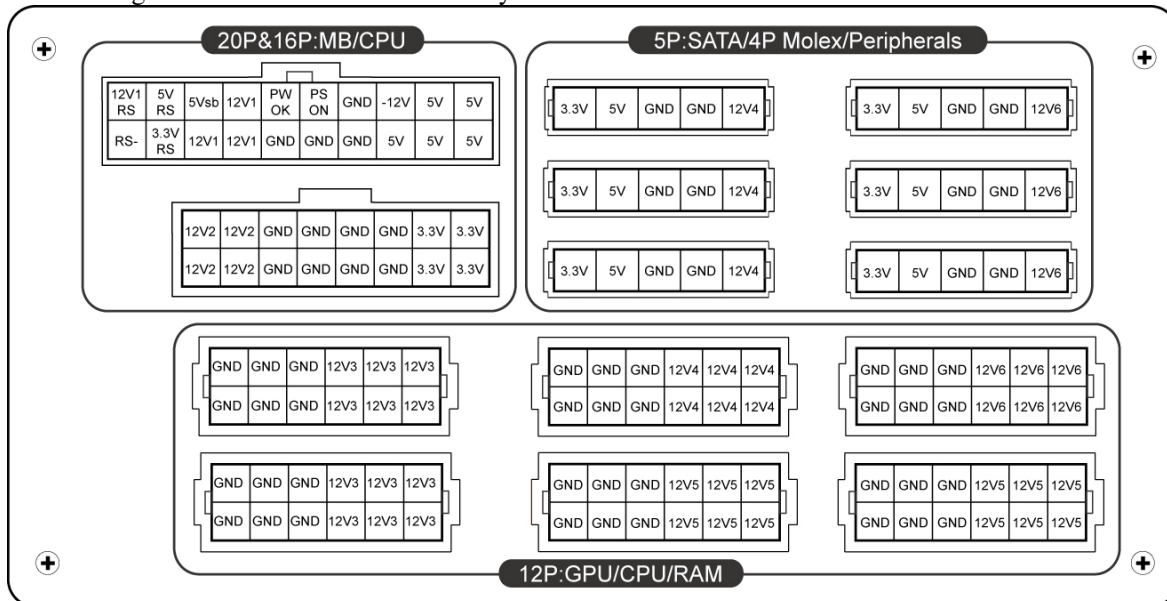 20P&16P:MB/CPU
12V1 RS 5V RS 5Vsb 12V1 PW OK PS ON GND -12V 5V 5V
RS- 3.3V RS 12V1 12V1 GND GND GND 5V 5V 5V
12V2 12V2 GND GND GND GND 3.3V 3.3V
12V2 12V2 GND GND GND GND 3.3V 3.3V
5P:SATA/4P Molex/Peripherals
3.3V 5V GND GND 12V4
3.3V 5V GND GND 12V6
3.3V 5V GND GND 12V4
3.3V 5V GND GND 12V6
3.3V 5V GND GND 12V4
3.3V 5V GND GND 12V6
GND GND GND 12V3 12V3 12V3
GND GND GND 12V3 12V3 12V3
GND GND GND 12V4 12V4 12V4
GND GND GND 12V4 12V4 12V4
GND GND GND 12V6 12V6 12V6
GND GND GND 12V6 12V6 12V6
GND GND GND 12V3 12V3 12V3
GND GND GND 12V3 12V3 12V3
GND GND GND 12V5 12V5 12V5
GND GND GND 12V5 12V5 12V5
GND GND GND 12V5 12V5 12V5
GND GND GND 12V5 12V5 12V5
12P:GPU/CPU/RAM